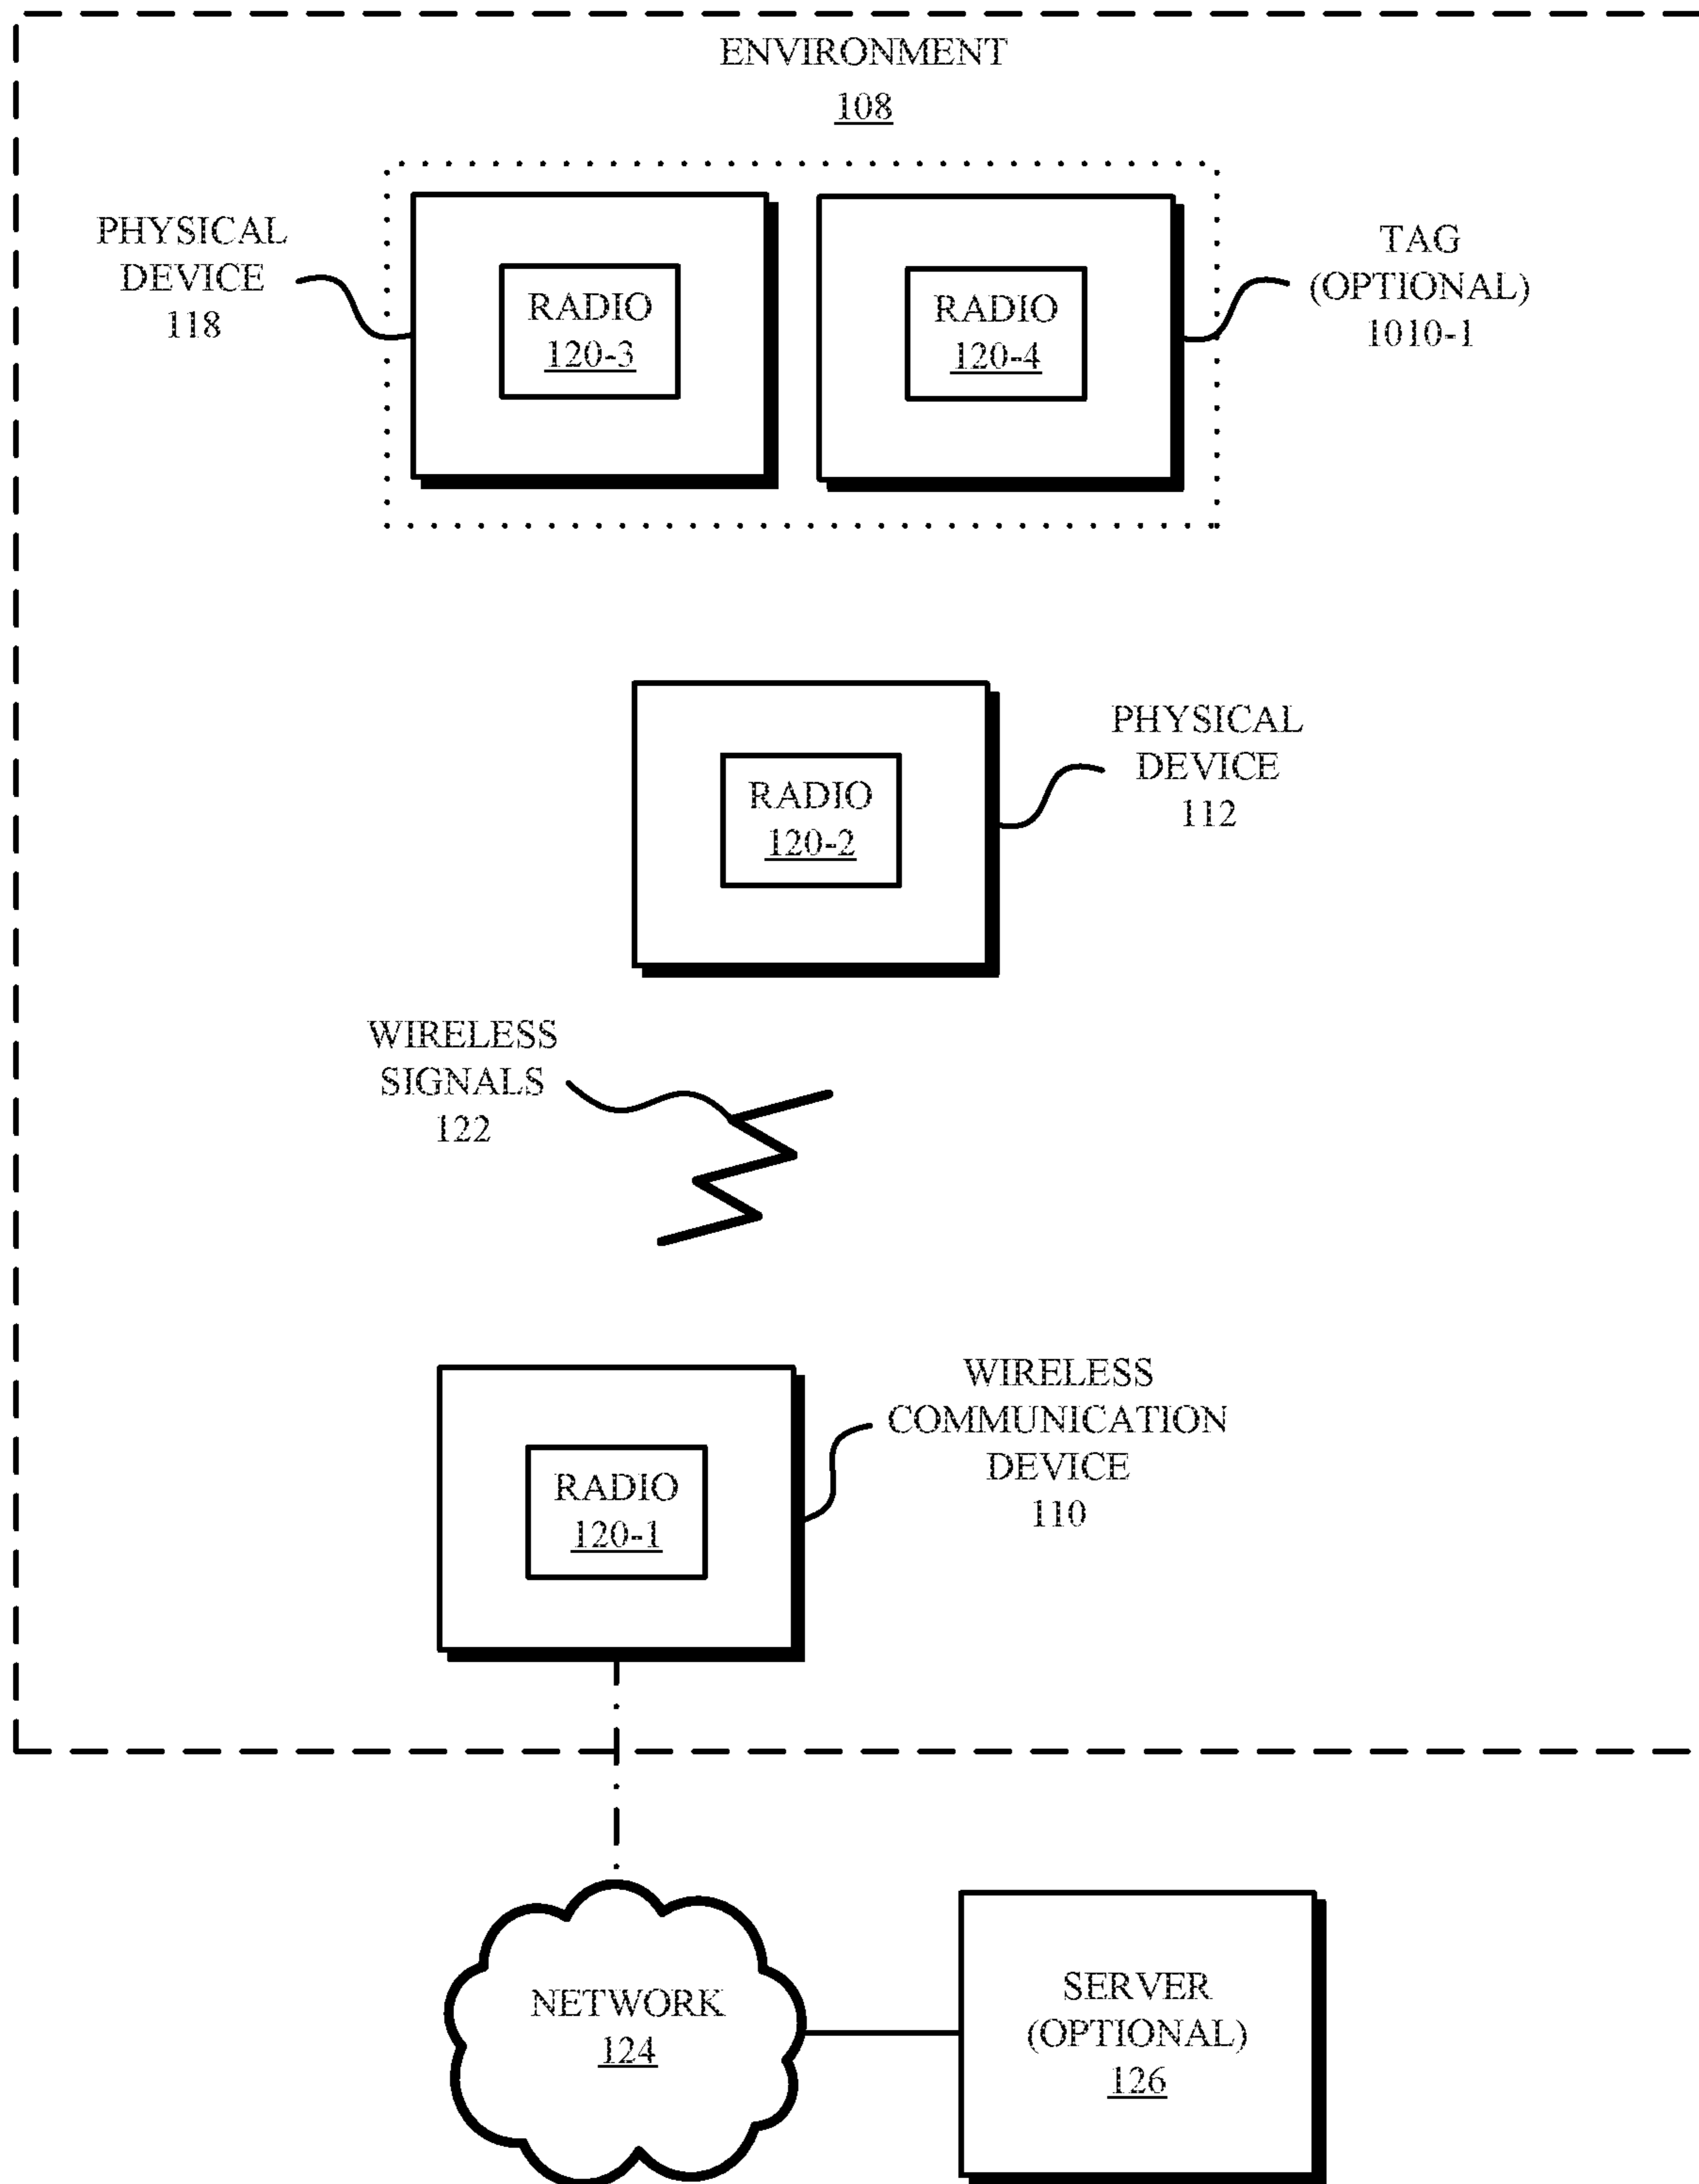 ENVIRONMENT
108
PHYSICAL
DEVICE
118
RADIO
120-3
RADIO
120-4
TAG
(OPTIONAL)
1010-1
RADIO
120-2
PHYSICAL
DEVICE
112
WIRELESS
SIGNALS
122
RADIO
120-1
WIRELESS
COMMUNICATION
DEVICE
110
NETWORK
124
SERVER
(OPTIONAL)
126